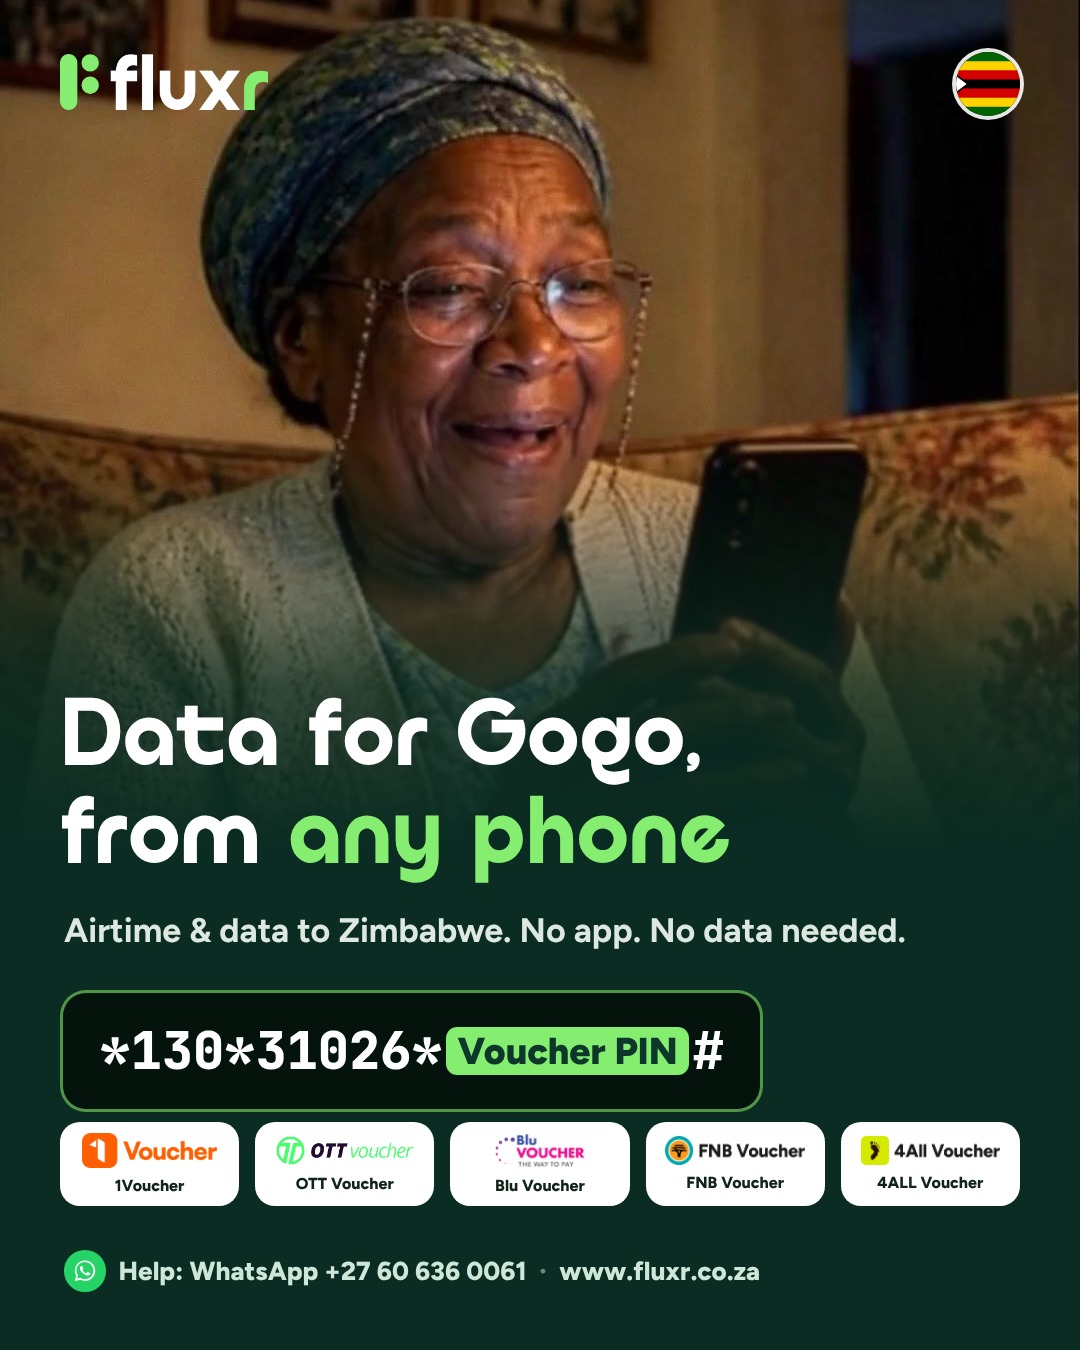 fluxr
Data for Gogo,
from any phone
Airtime & data to Zimbabwe. No app. No data needed.
*130*31026*Voucher PIN#
1 Voucher
1Voucher
OTT voucher
OTT Voucher
Blu
VOUCHER
THE WAY TO PAY
Blu Voucher
FNB Voucher
FNB Voucher
4All Voucher
4ALL Voucher
Help: WhatsApp +27 60 636 0061 · www.fluxr.co.za